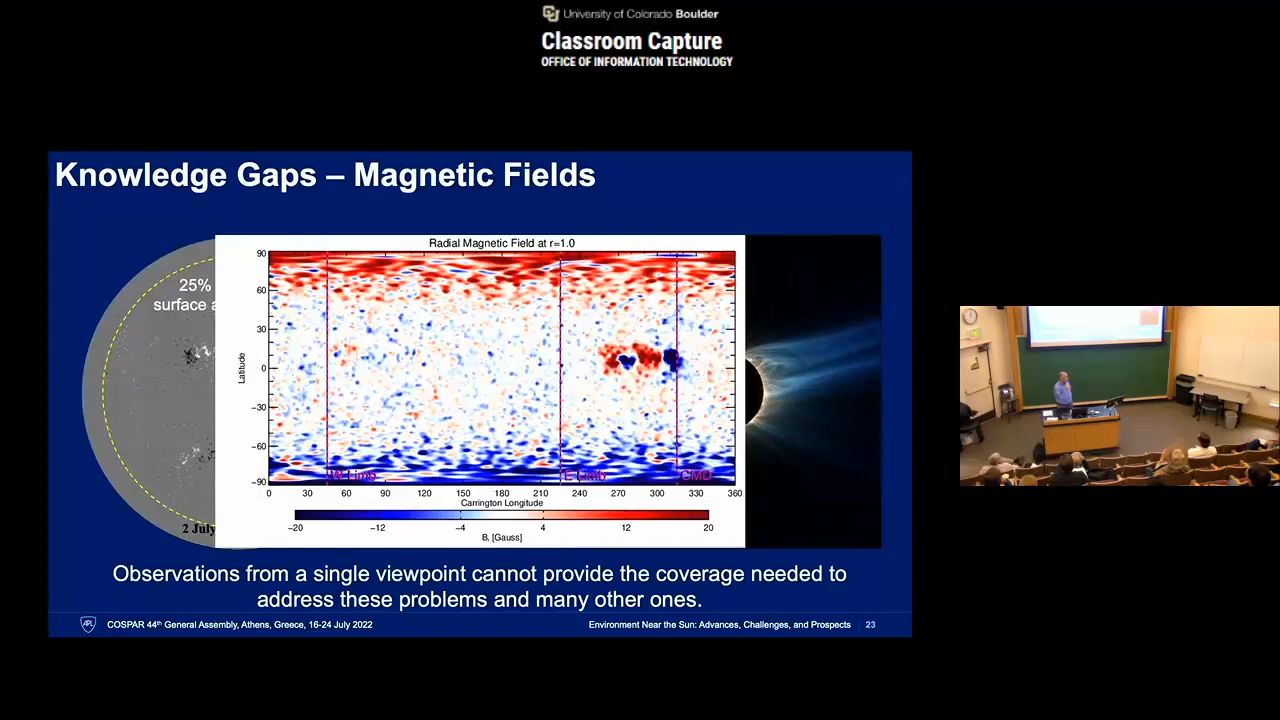 University of Colorado Boulder
Classroom Capture
OFFICE OF INFORMATION TECHNOLOGY
Knowledge Gaps – Magnetic Fields
25%
surface
2 July
Radial Magnetic Field at r=1.0
Latitude
90
60
30
0
−30
−60
−90
W Limb
E Limb
CMD
0 30 60 90 120 150 180 210 240 270 300 330 360
Carrington Longitude
−20 −12 −4 4 12 20
Br [Gauss]
Observations from a single viewpoint cannot provide the coverage needed to
address these problems and many other ones.
APL
COSPAR 44th General Assembly, Athens, Greece, 16-24 July 2022
Environment Near the Sun: Advances, Challenges, and Prospects 23